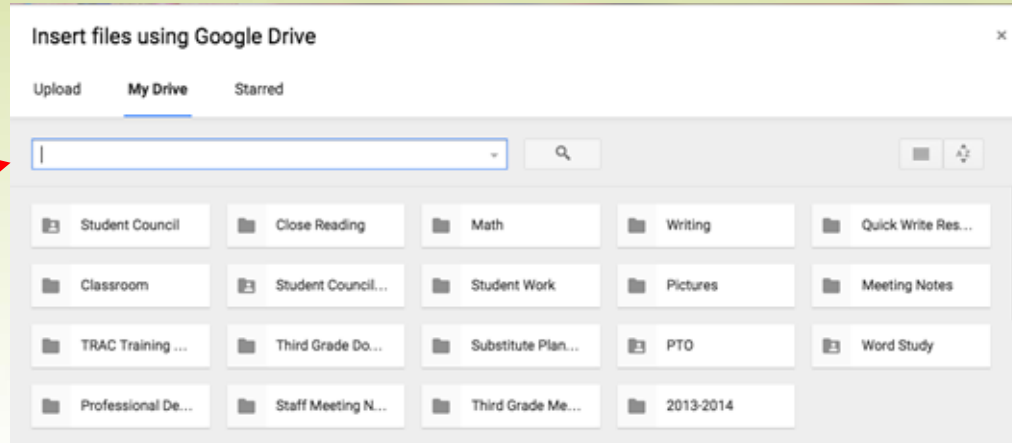 Insert files using Google Drive ×
Upload My Drive Starred
Student Council Close Reading Math Writing Quick Write Res...
Classroom Student Council... Student Work Pictures Meeting Notes
TRAC Training ... Third Grade Do... Substitute Plan... PTO Word Study
Professional De... Staff Meeting N... Third Grade Me... 2013-2014